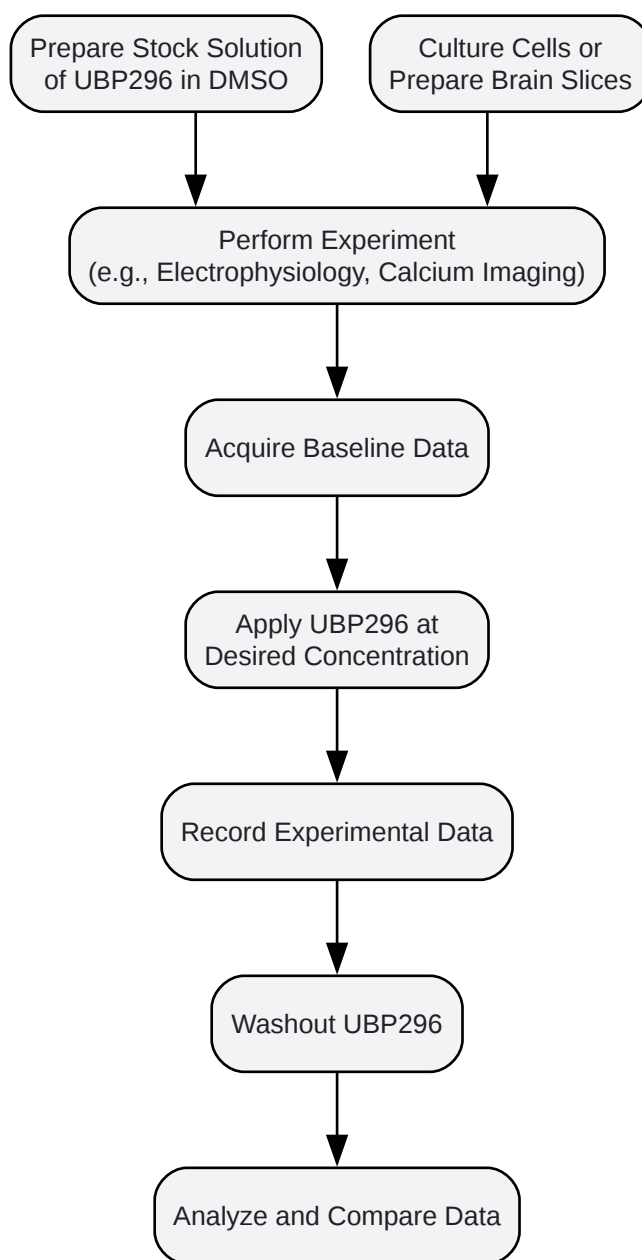 Prepare Stock Solution
of UBP296 in DMSO
Culture Cells or
Prepare Brain Slices
Perform Experiment
(e.g., Electrophysiology, Calcium Imaging)
Acquire Baseline Data
Apply UBP296 at
Desired Concentration
Record Experimental Data
Washout UBP296
Analyze and Compare Data